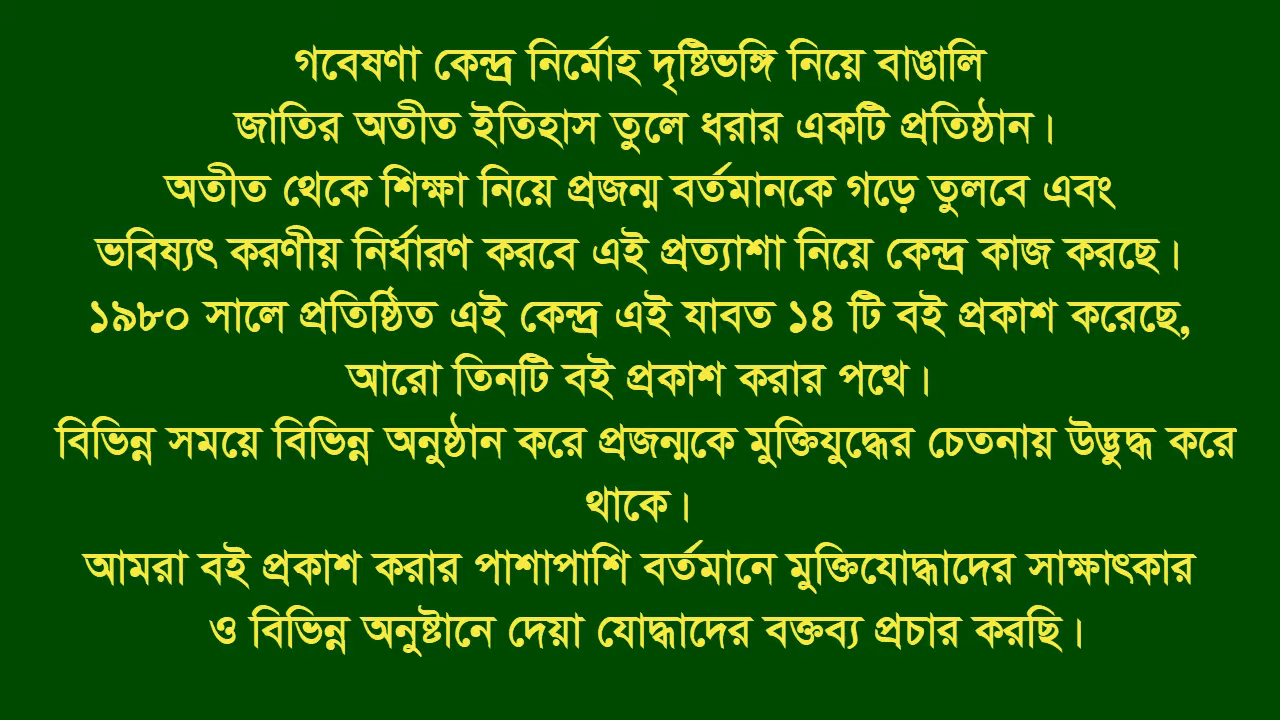 গবেষণা কেন্দ্র নির্মোহ দৃষ্টিভঙ্গি নিয়ে বাঙালি
জাতির অতীত ইতিহাস তুলে ধরার একটি প্রতিষ্ঠান।
অতীত থেকে শিক্ষা নিয়ে প্রজন্ম বর্তমানকে গড়ে তুলবে এবং
ভবিষ্যৎ করণীয় নির্ধারণ করবে এই প্রত্যাশা নিয়ে কেন্দ্র কাজ করছে।
১৯৮০ সালে প্রতিষ্ঠিত এই কেন্দ্র এই যাবত ১৪ টি বই প্রকাশ করেছে,
আরো তিনটি বই প্রকাশ করার পথে।
বিভিন্ন সময়ে বিভিন্ন অনুষ্ঠান করে প্রজন্মকে মুক্তিযুদ্ধের চেতনায় উদ্ভুদ্ধ করে
থাকে।
আমরা বই প্রকাশ করার পাশাপাশি বর্তমানে মুক্তিযোদ্ধাদের সাক্ষাৎকার
ও বিভিন্ন অনুষ্টানে দেয়া যোদ্ধাদের বক্তব্য প্রচার করছি।